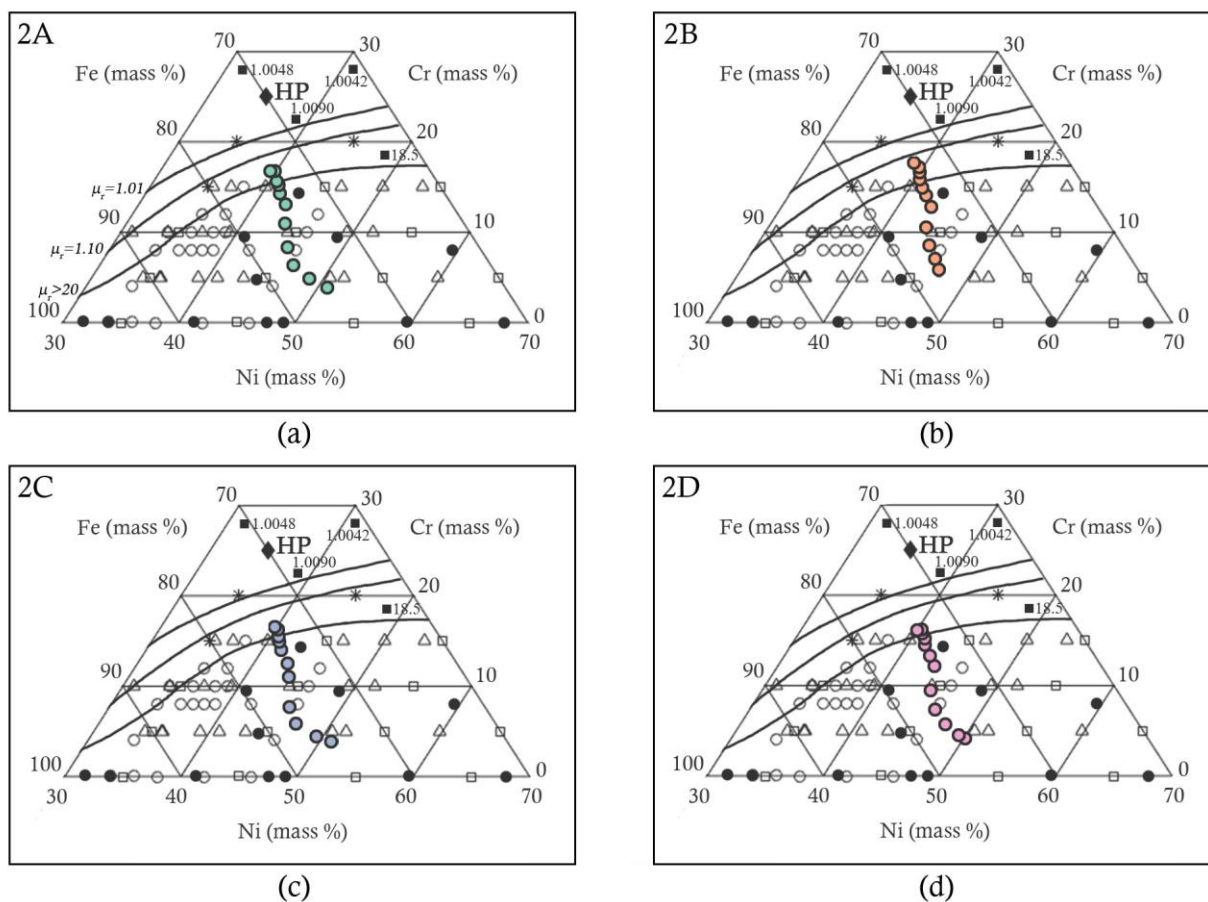 2A
70
30
Fe (mass %)
1.0048
1.0042
Cr (mass %)
HP
1.0090
80
20
18.5
μr=1.01
90
10
μr=1.10
μr>20
100
0
30
40
50
60
70
Ni (mass %)
(a)
2B
70
30
Fe (mass %)
1.0048
1.0042
Cr (mass %)
HP
1.0090
80
20
18.5
90
10
100
0
30
40
50
60
70
Ni (mass %)
(b)
2C
70
30
Fe (mass %)
1.0048
1.0042
Cr (mass %)
HP
1.0090
80
20
18.5
90
10
100
0
30
40
50
60
70
Ni (mass %)
(c)
2D
70
30
Fe (mass %)
1.0048
1.0042
Cr (mass %)
HP
1.0090
80
20
18.5
90
10
100
0
30
40
50
60
70
Ni (mass %)
(d)